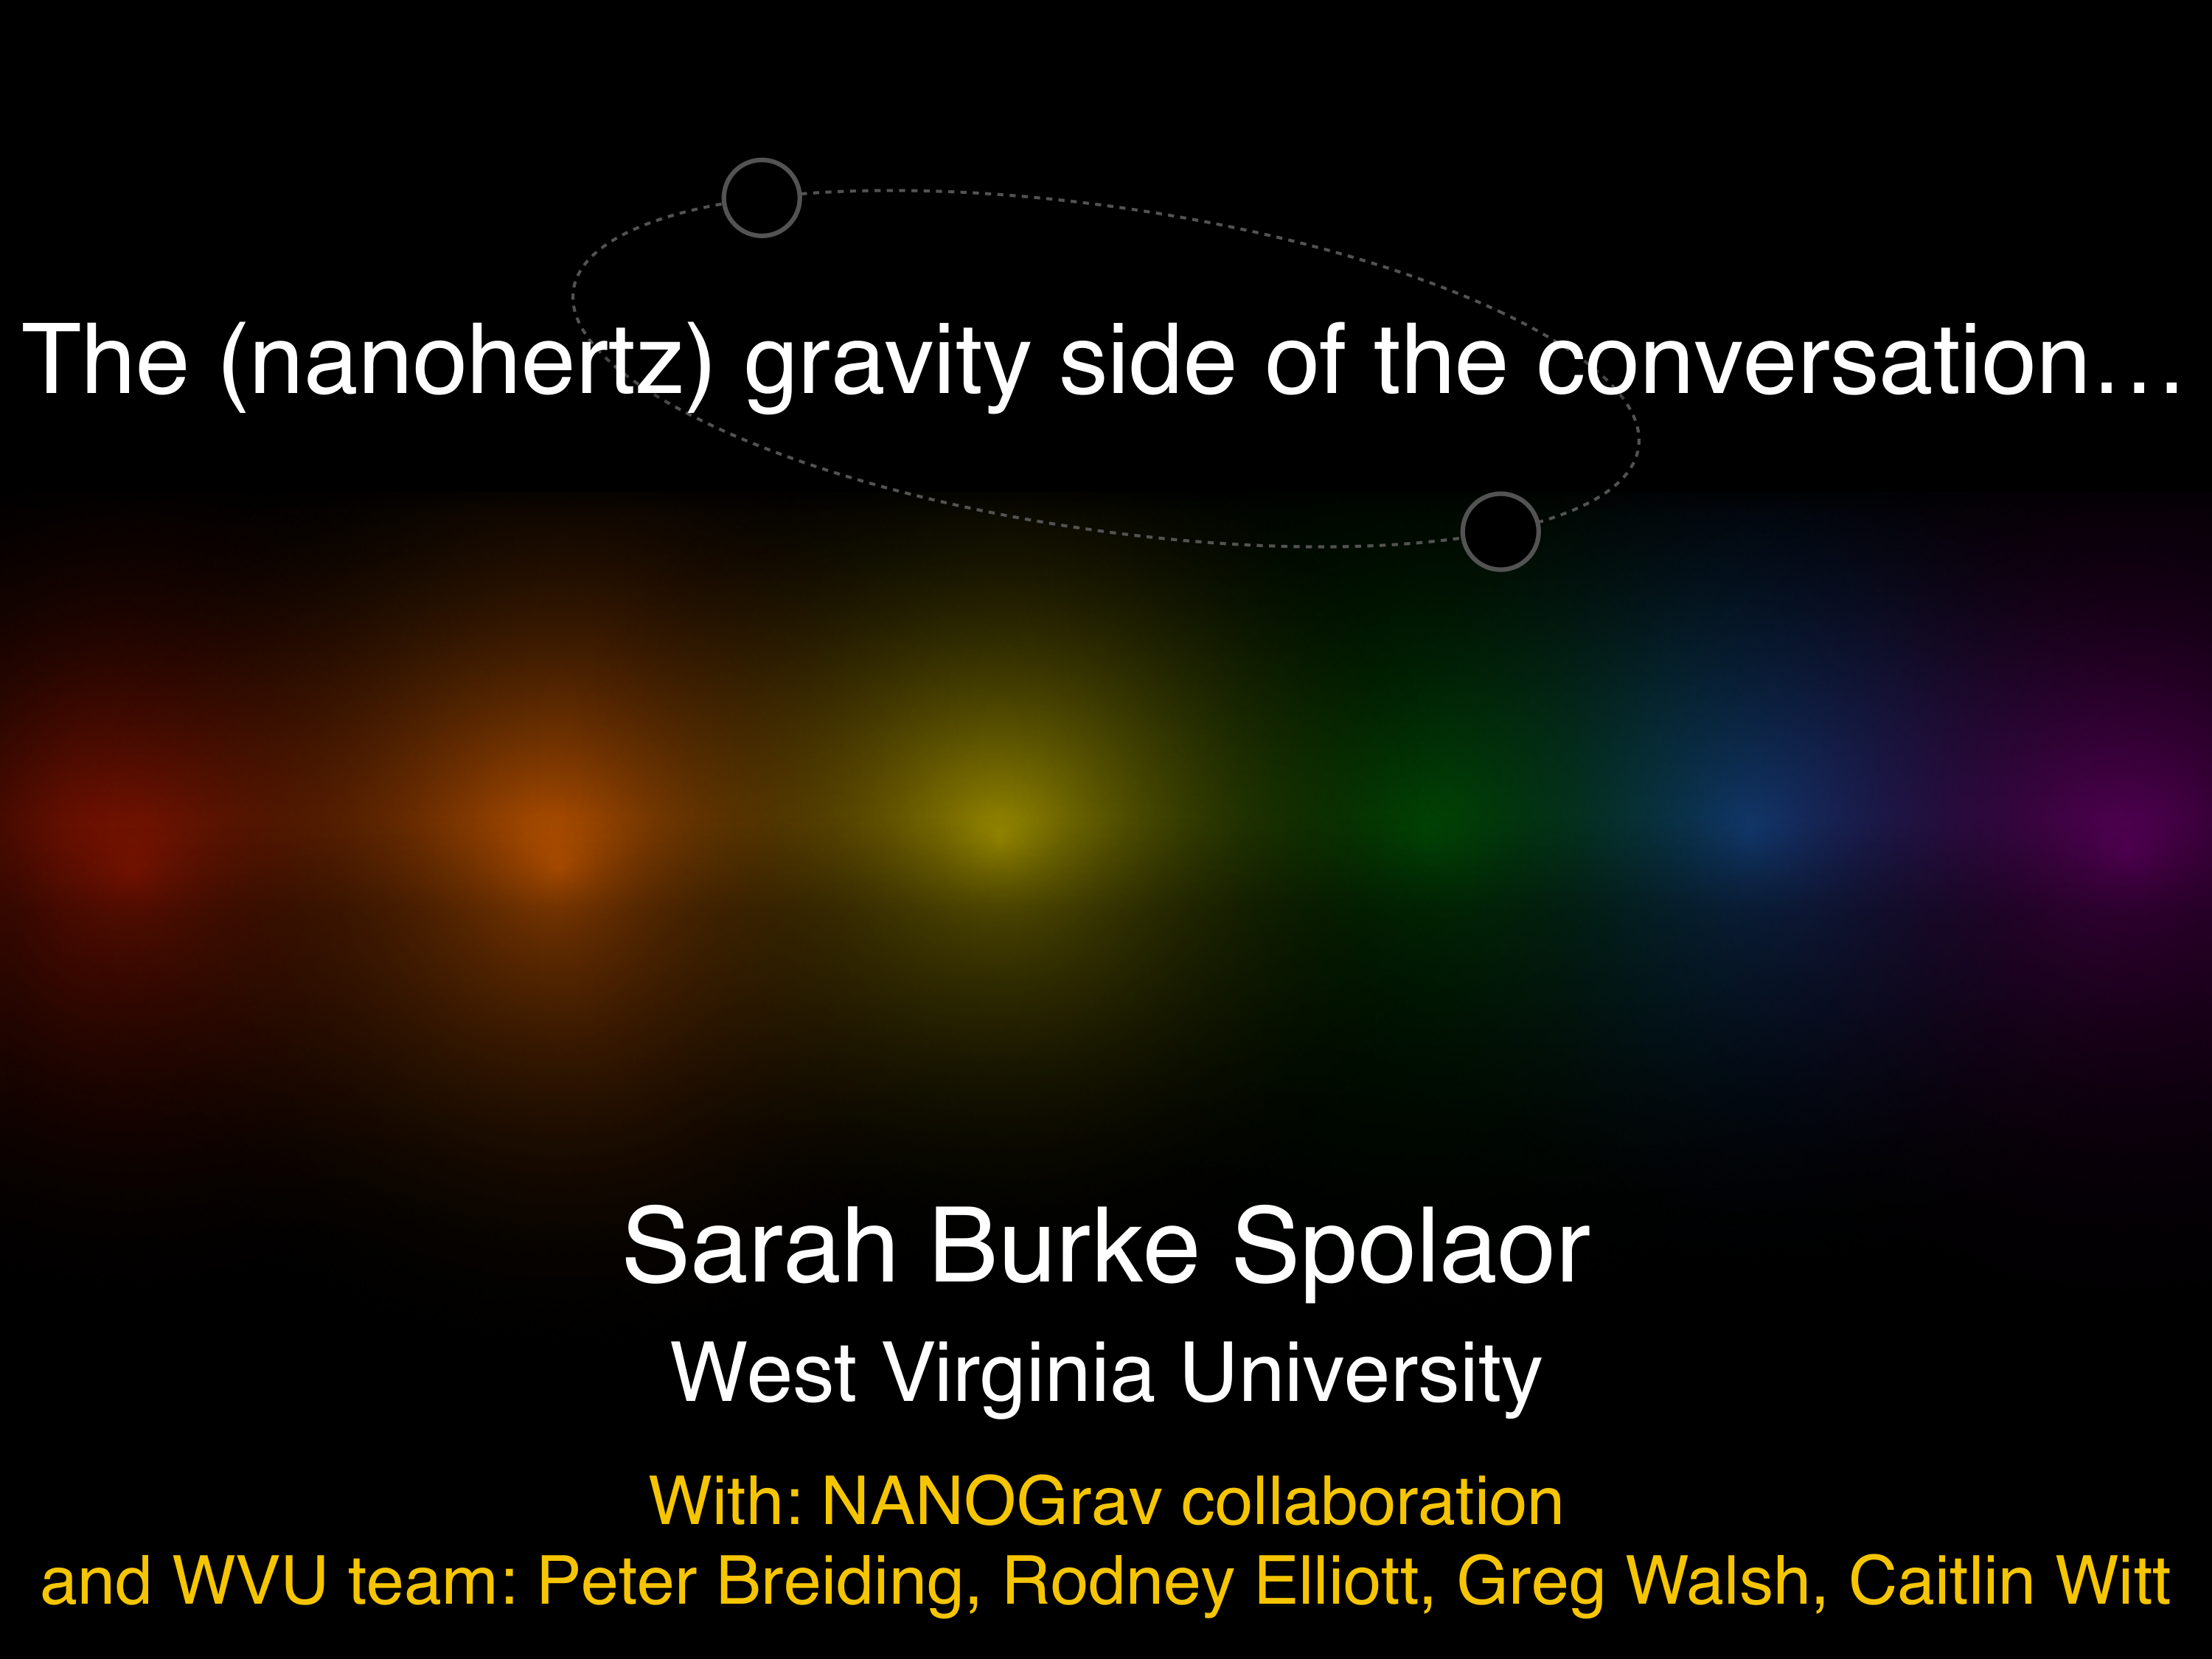 The (nanohertz) gravity side of the conversation…
Sarah Burke Spolaor
West Virginia University
With: NANOGrav collaboration
and WVU team: Peter Breiding, Rodney Elliott, Greg Walsh, Caitlin Witt